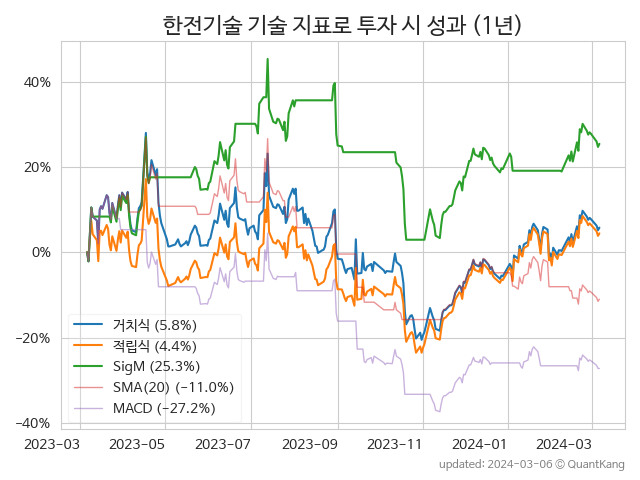 한전기술 기술 지표로 투자 시 성과 (1년)
40%
20%
0%
−20%
−40%
거치식 (5.8%)
적립식 (4.4%)
SigM (25.3%)
SMA(20) (−11.0%)
MACD (−27.2%)
2023-03 2023-05 2023-07 2023-09 2023-11 2024-01 2024-03
updated: 2024-03-06 ⓒ QuantKang